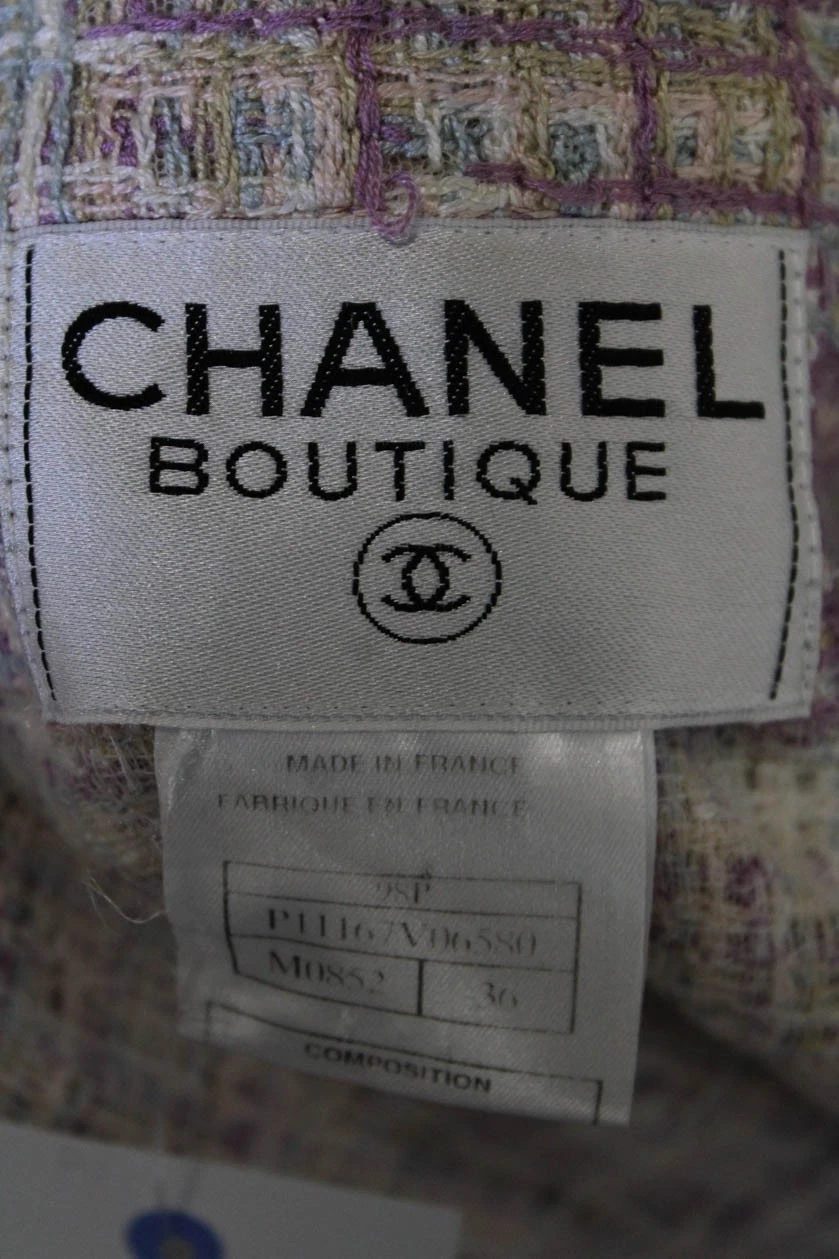 CHANEL
BOUTIQUE
MADE IN FRANCE
FABRIQUE EN FRANCE
98P
P11167V06580
M0852 36
COMPOSITION